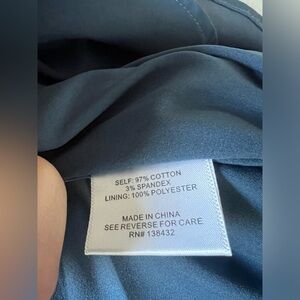 SELF: 97% COTTON
3% SPANDEX
LINING: 100% POLYESTER
MADE IN CHINA
SEE REVERSE FOR CARE
RN# 138432